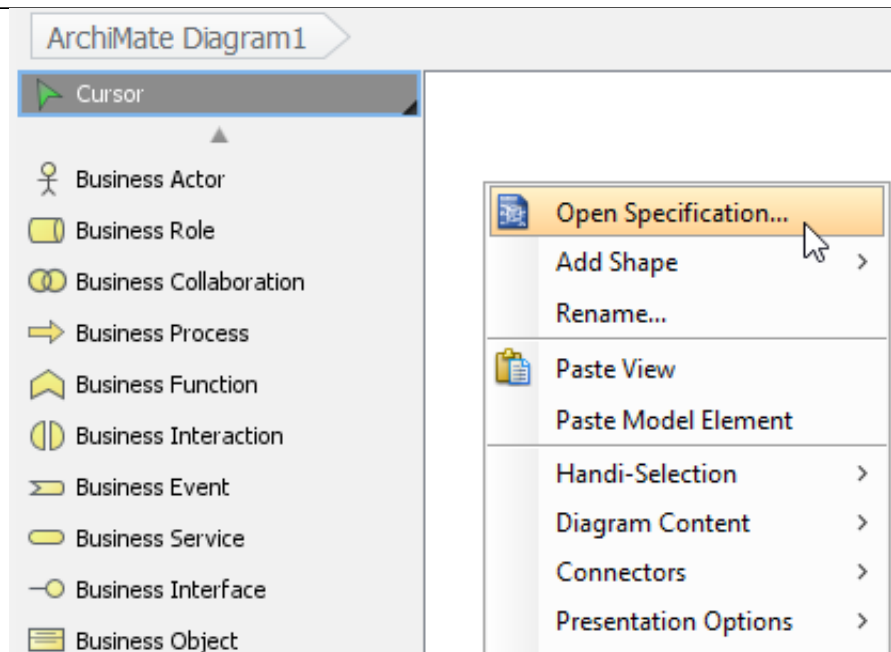 ArchiMate Diagram1
Cursor
Business Actor
Business Role
Business Collaboration
Business Process
Business Function
Business Interaction
Business Event
Business Service
Business Interface
Business Object
Open Specification...
Add Shape
Rename...
Paste View
Paste Model Element
Handi-Selection
Diagram Content
Connectors
Presentation Options